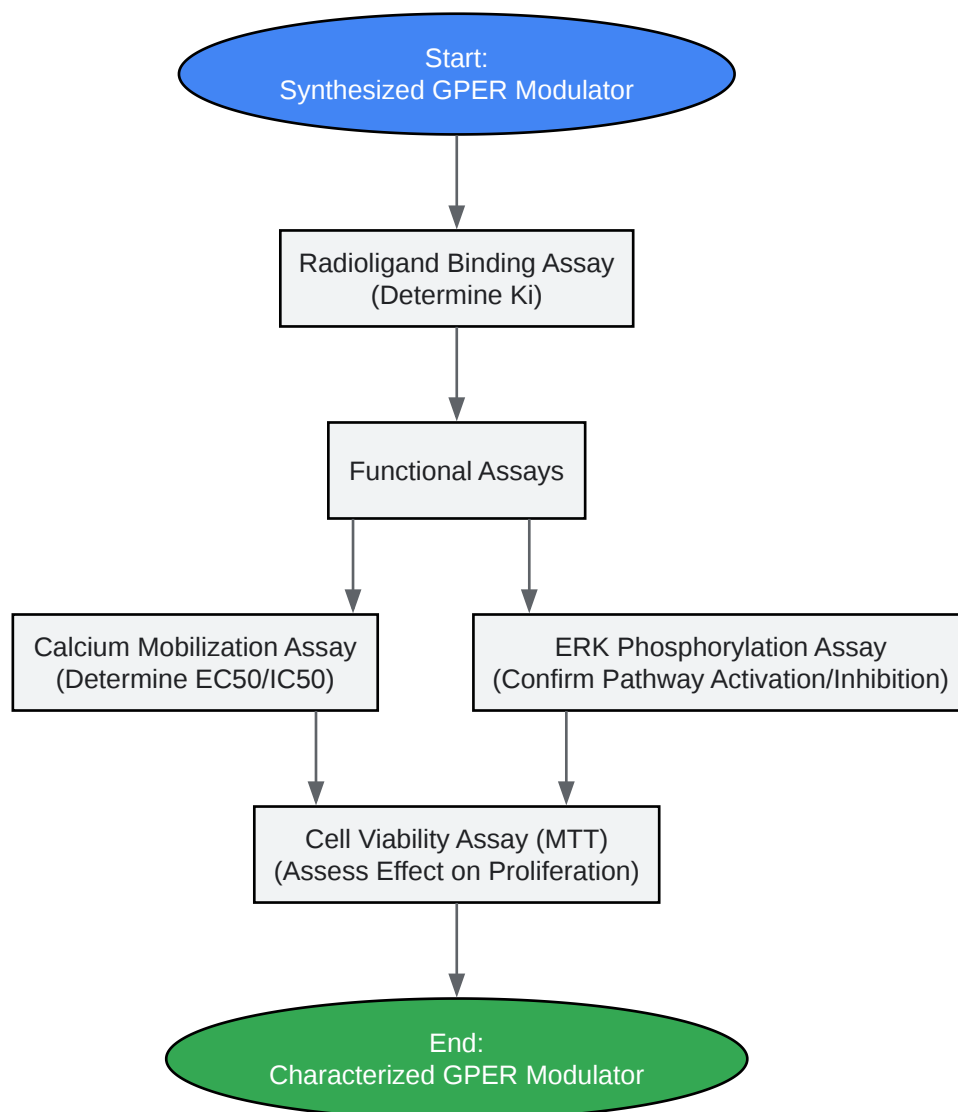 Start:
Synthesized GPER Modulator
Radioligand Binding Assay
(Determine Ki)
Functional Assays
Calcium Mobilization Assay
(Determine EC50/IC50)
ERK Phosphorylation Assay
(Confirm Pathway Activation/Inhibition)
Cell Viability Assay (MTT)
(Assess Effect on Proliferation)
End:
Characterized GPER Modulator